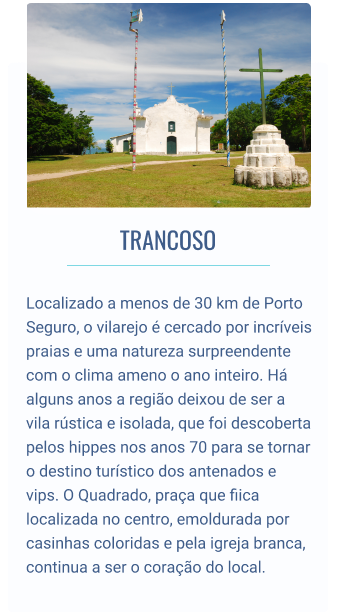 TRANCOSO
Localizado a menos de 30 km de Porto
Seguro, o vilarejo é cercado por incríveis
praias e uma natureza surpreendente
com o clima ameno o ano inteiro. Há
alguns anos a região deixou de ser a
vila rústica e isolada, que foi descoberta
pelos hippes nos anos 70 para se tornar
o destino turístico dos antenados e
vips. O Quadrado, praça que fiica
localizada no centro, emoldurada por
casinhas coloridas e pela igreja branca,
continua a ser o coração do local.